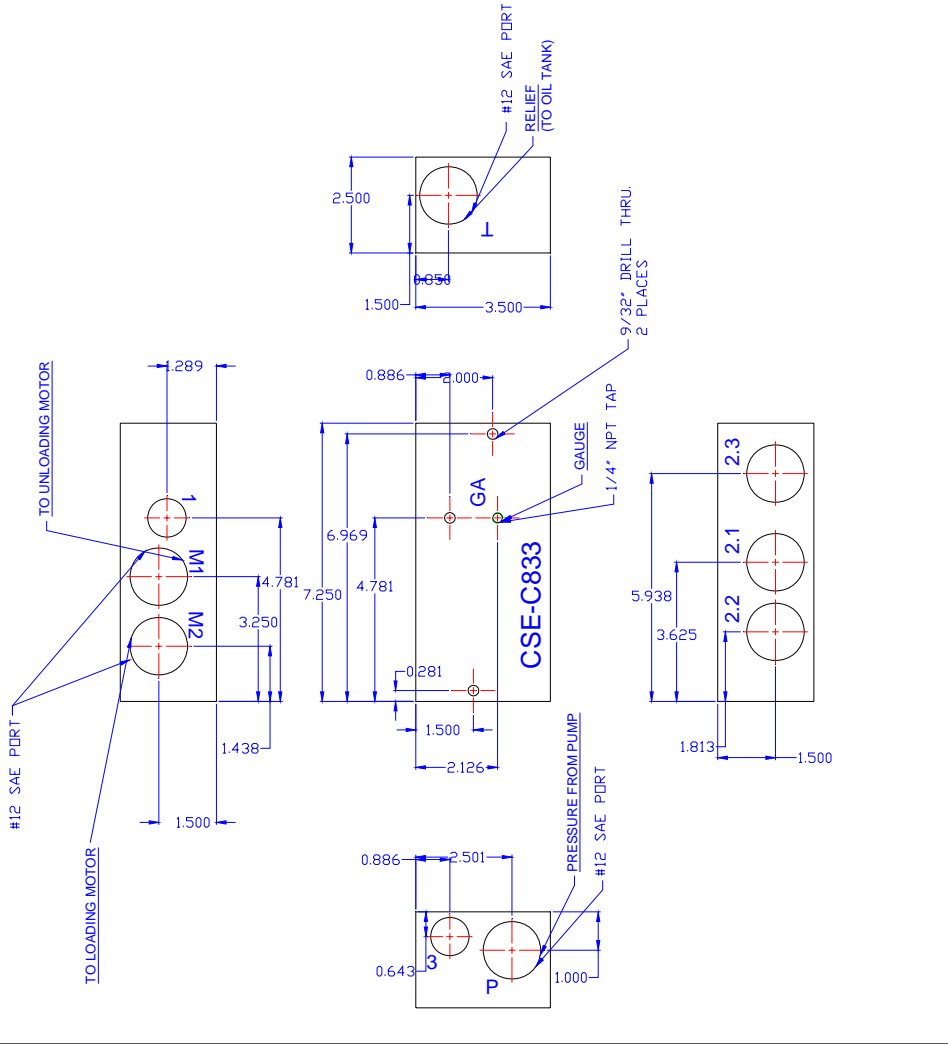 #12 SAE PORT
RELIEF
(TO OIL TANK)
2.500
T
0.850
1.500
3.500
9/32" DRILL THRU.
2 PLACES
TO UNLOADING MOTOR
1.289
1
M1
M2
4.781
3.250
1.438
1.500
#12 SAE PORT
TO LOADING MOTOR
0.886
2.000
GAUGE
1/4" NPT TAP
GA
6.969
7.250
4.781
CSE-C833
0.281
1.500
2.126
2.3
2.1
2.2
5.938
3.625
1.813
1.500
PRESSURE FROM PUMP
#12 SAE PORT
0.886
2.501
3
0.643
P
1.000